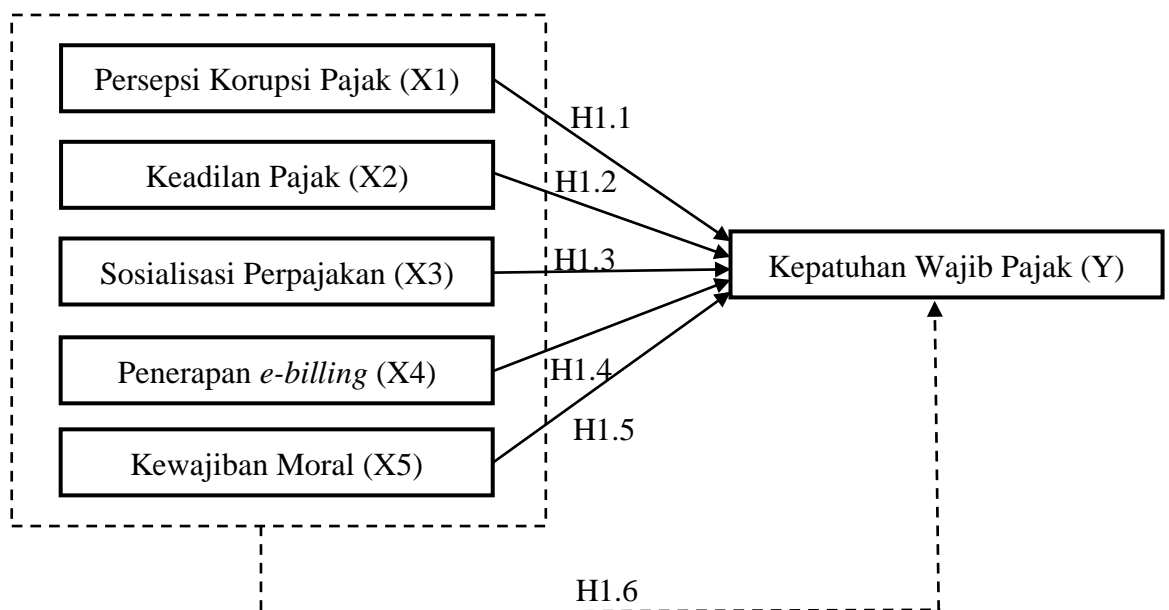 Persepsi Korupsi Pajak (X1)
H1.1
Keadilan Pajak (X2)
H1.2
Sosialisasi Perpajakan (X3)
H1.3
Kepatuhan Wajib Pajak (Y)
Penerapan e-billing (X4)
H1.4
H1.5
Kewajiban Moral (X5)
H1.6